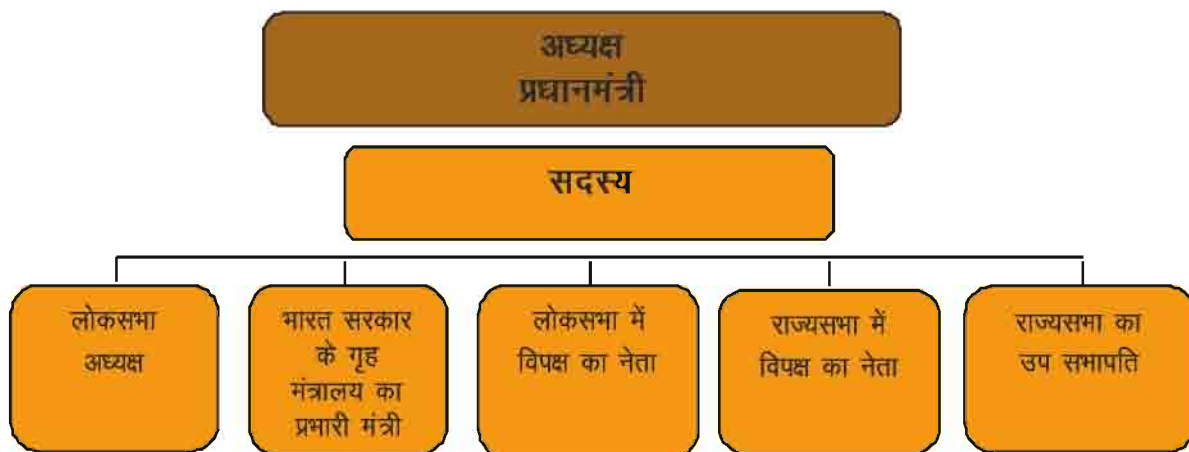 अध्यक्ष
प्रधानमंत्री
सदस्य
लोकसभा
अध्यक्ष
भारत सरकार
के गृह
मंत्रालय का
प्रभारी मंत्री
लोकसभा में
विपक्ष का नेता
राज्यसभा में
विपक्ष का नेता
राज्यसभा का
उप सभापति